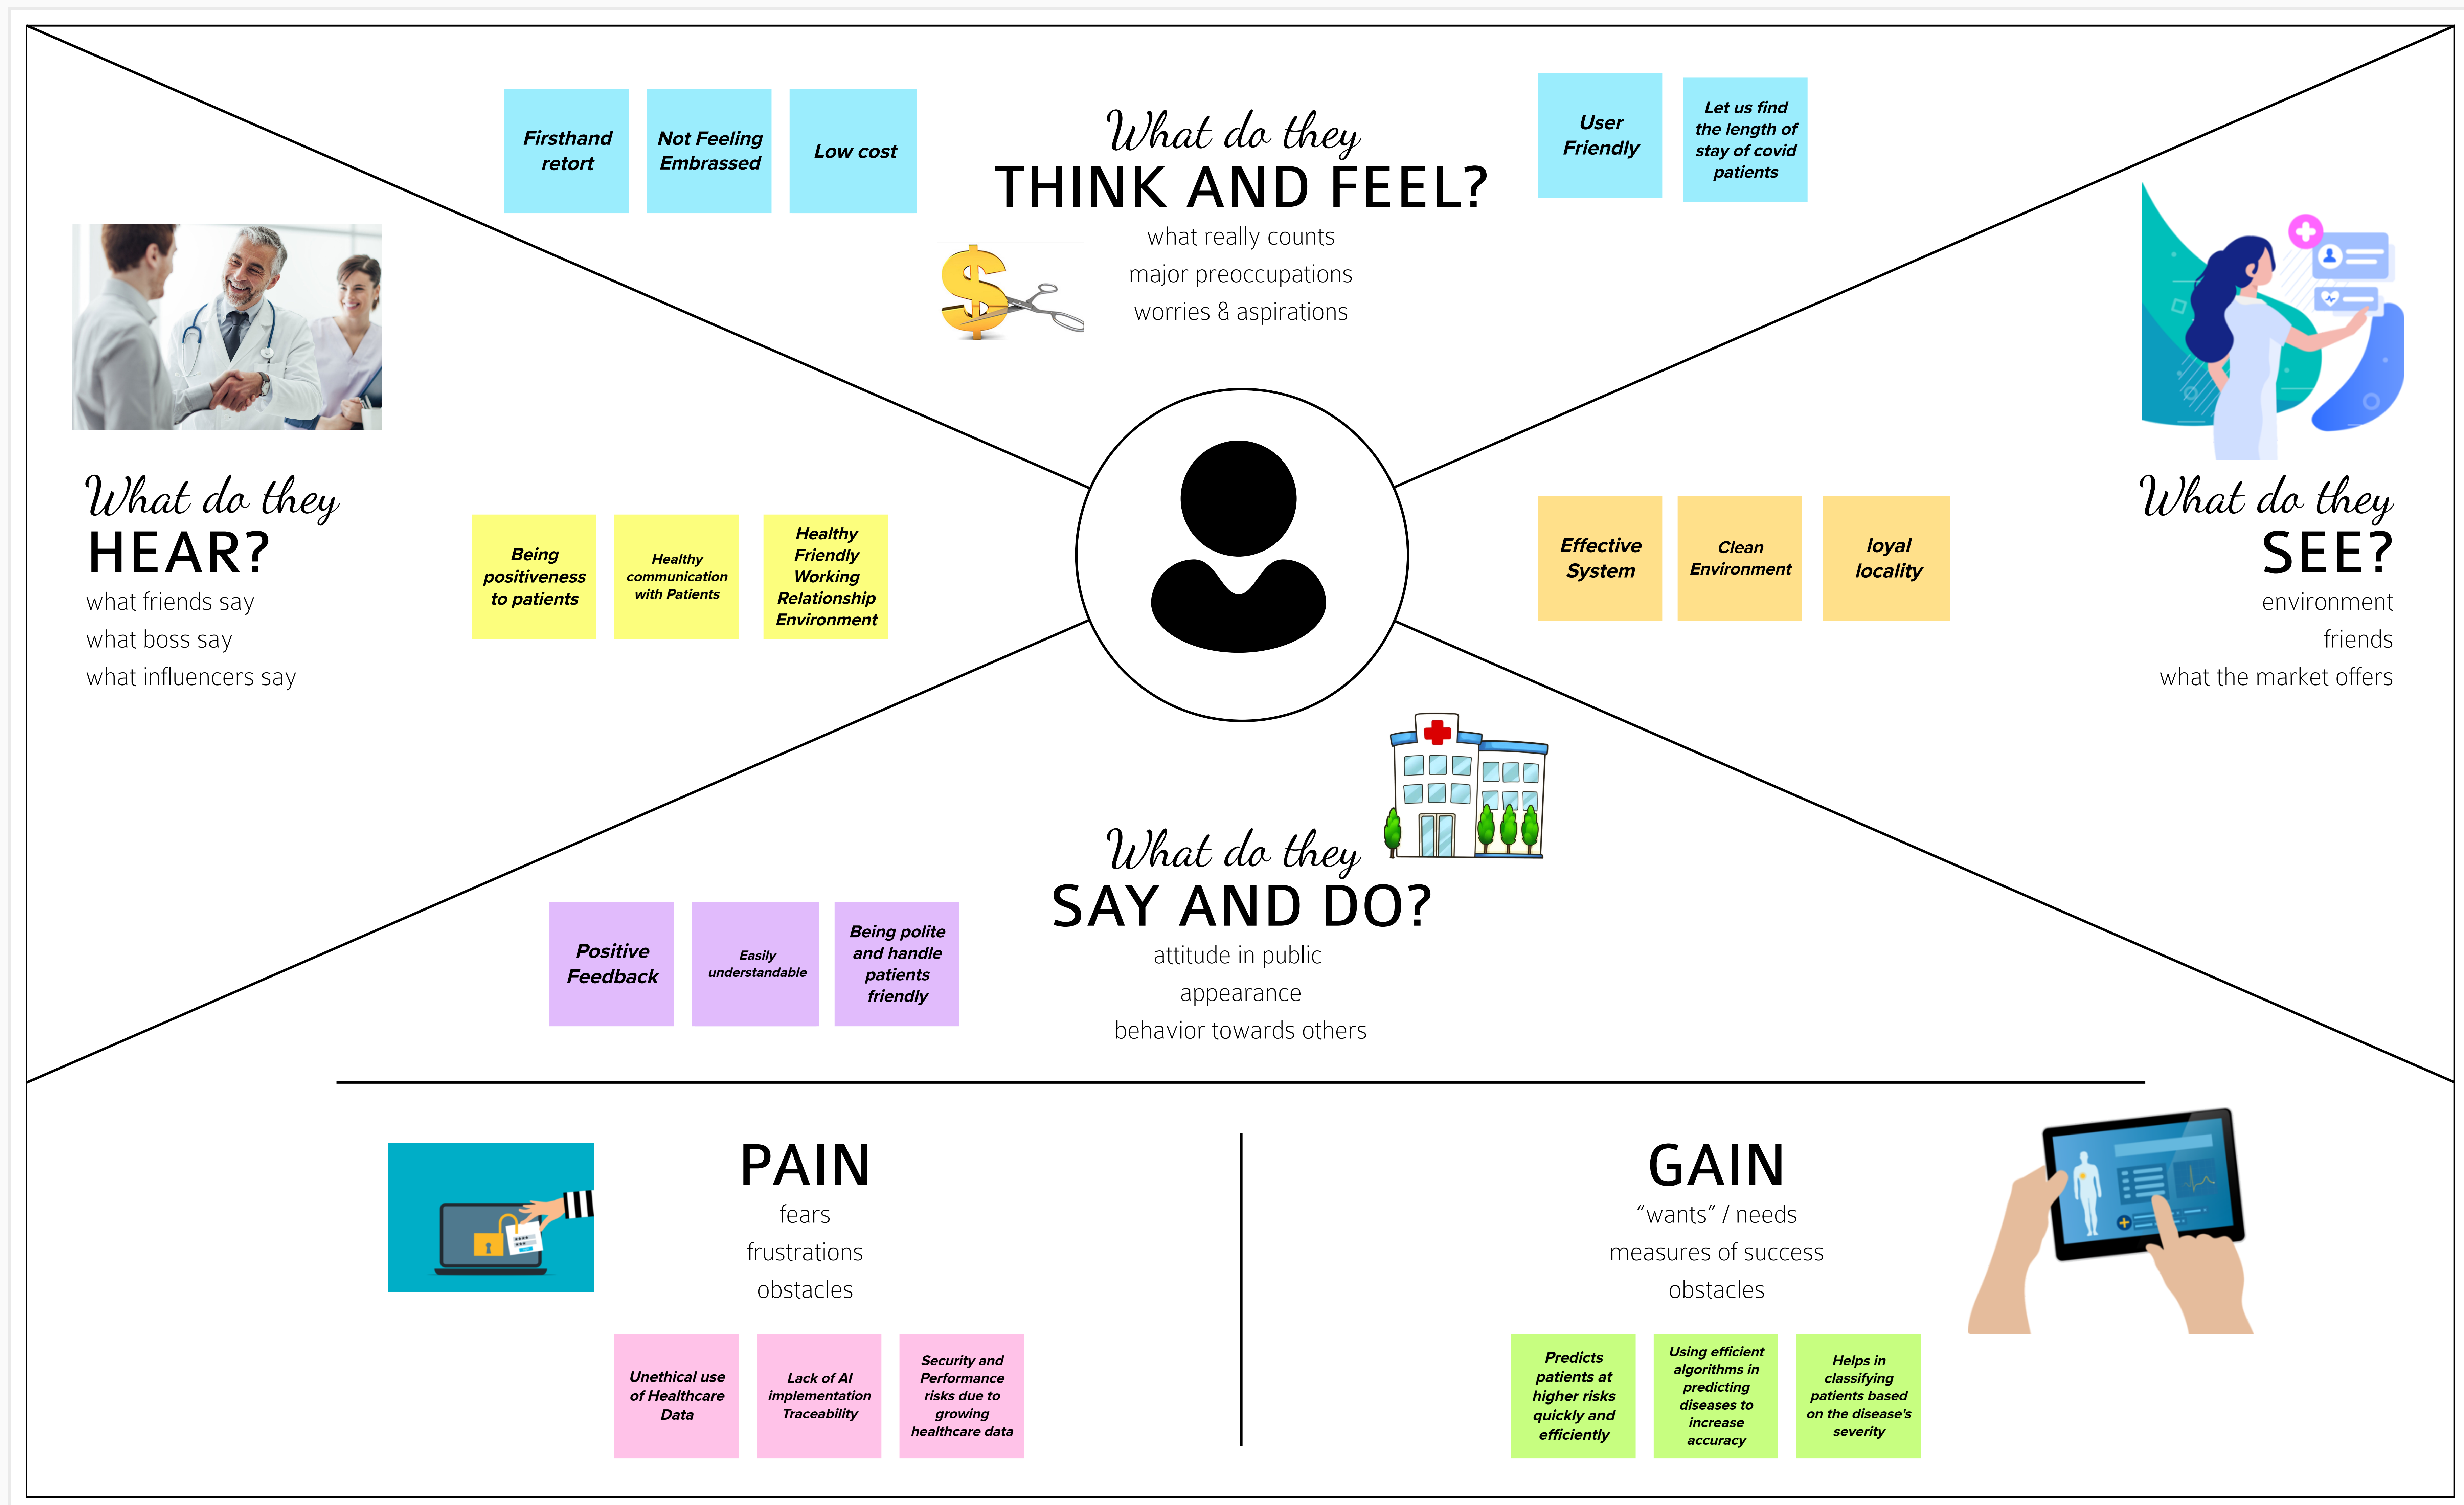 Firsthand
retort
Not Feeling
Embrassed
Low cost
What do they
THINK AND FEEL?
what really counts
major preoccupations
worries & aspirations
User
Friendly
Let us find
the length of
stay of covid
patients
What do they
HEAR?
what friends say
what boss say
what influencers say
Being
positiveness
to patients
Healthy
communication
with Patients
Healthy
Friendly
Working
Relationship
Environment
Effective
System
Clean
Environment
loyal
locality
What do they
SEE?
environment
friends
what the market offers
What do they
SAY AND DO?
attitude in public
appearance
behavior towards others
Positive
Feedback
Easily
understandable
Being polite
and handle
patients
friendly
PAIN
fears
frustrations
obstacles
Unethical use
of Healthcare
Data
Lack of AI
implementation
Traceability
Security and
Performance
risks due to
growing
healthcare data
GAIN
“wants” / needs
measures of success
obstacles
Predicts
patients at
higher risks
quickly and
efficiently
Using efficient
algorithms in
predicting
diseases to
increase
accuracy
Helps in
classifying
patients based
on the disease's
severity